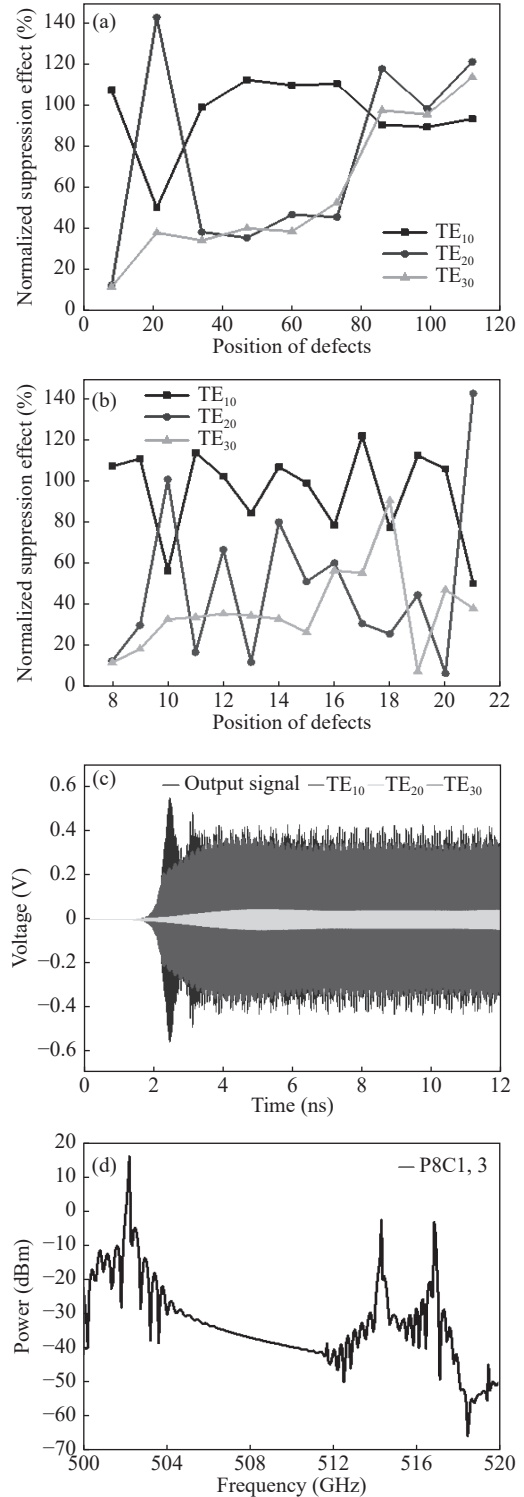 (a)
Normalized suppression effect (%)
140
120
100
80
60
40
20
0
TE₁₀
TE₂₀
TE₃₀
0 20 40 60 80 100 120
Position of defects
(b)
Normalized suppression effect (%)
140
120
100
80
60
40
20
0
TE₁₀
TE₂₀
TE₃₀
8 10 12 14 16 18 20 22
Position of defects
(c)
Output signal TE₁₀ TE₂₀ TE₃₀
Voltage (V)
0.6
0.4
0.2
0
−0.2
−0.4
−0.6
0 2 4 6 8 10 12
Time (ns)
(d)
P8C1, 3
Power (dBm)
20
10
0
−10
−20
−30
−40
−50
−60
−70
500 504 508 512 516 520
Frequency (GHz)